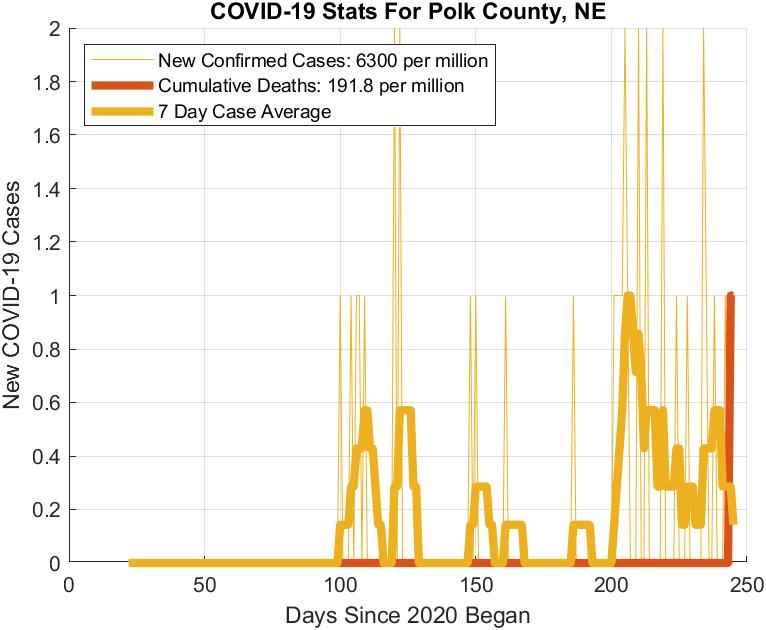 COVID-19 Stats For Polk County, NE
2
1.8
1.6
1.4
1.2
1
0.8
0.6
0.4
0.2
0
New Confirmed Cases: 6300 per million
Cumulative Deaths: 191.8 per million
7 Day Case Average
New COVID-19 Cases
0 50 100 150 200 250
Days Since 2020 Began